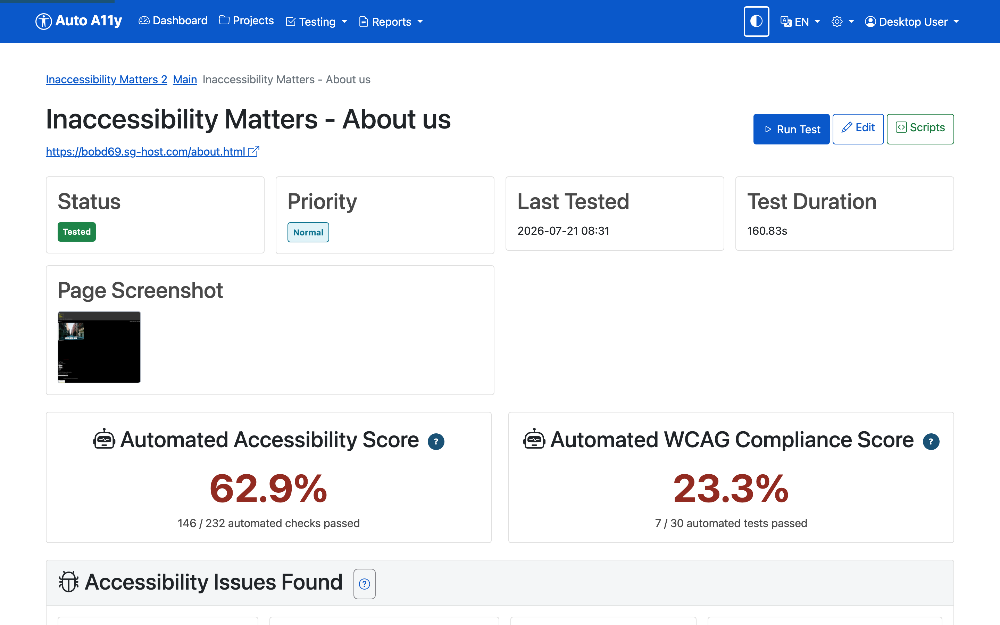 Auto A11y Dashboard Projects Testing Reports EN Desktop User
Inaccessibility Matters 2 Main Inaccessibility Matters - About us
Inaccessibility Matters - About us
Run Test Edit Scripts
https://bobd69.sg-host.com/about.html
Status
Tested
Priority
Normal
Last Tested
2026-07-21 08:31
Test Duration
160.83s
Page Screenshot
Automated Accessibility Score ?
62.9%
146 / 232 automated checks passed
Automated WCAG Compliance Score ?
23.3%
7 / 30 automated tests passed
Accessibility Issues Found ?